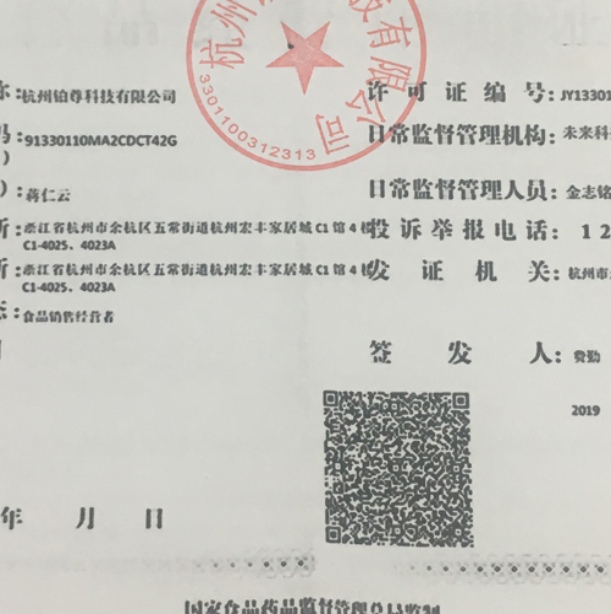 杭州
有限公司
3301100312313
称:杭州铂尊科技有限公司
许可证编号:JY13301
码:91330110MA2CDCT42G
)
日常监督管理机构:未来科
):蒋仁云
日常监督管理人员:金志铭
所:浙江省杭州市余杭区五常街道杭州宏丰家居城C1馆4楼
C1-4025、4023A
投诉举报电话:12
所:浙江省杭州市余杭区五常街道杭州宏丰家居城C1馆4楼
C1-4025、4023A
发证机关:杭州市
态:食品销售经营者
签发人:费勤
2019
年 月 日
国家食品药品监督管理总局监制